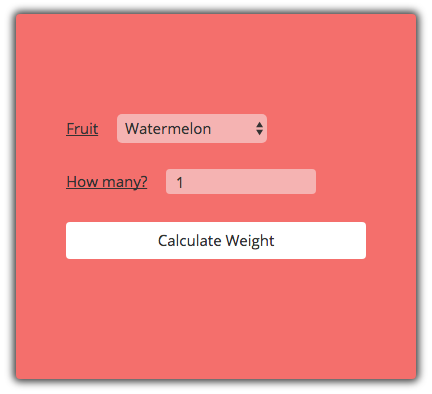 Fruit Watermelon
How many? 1
Calculate Weight